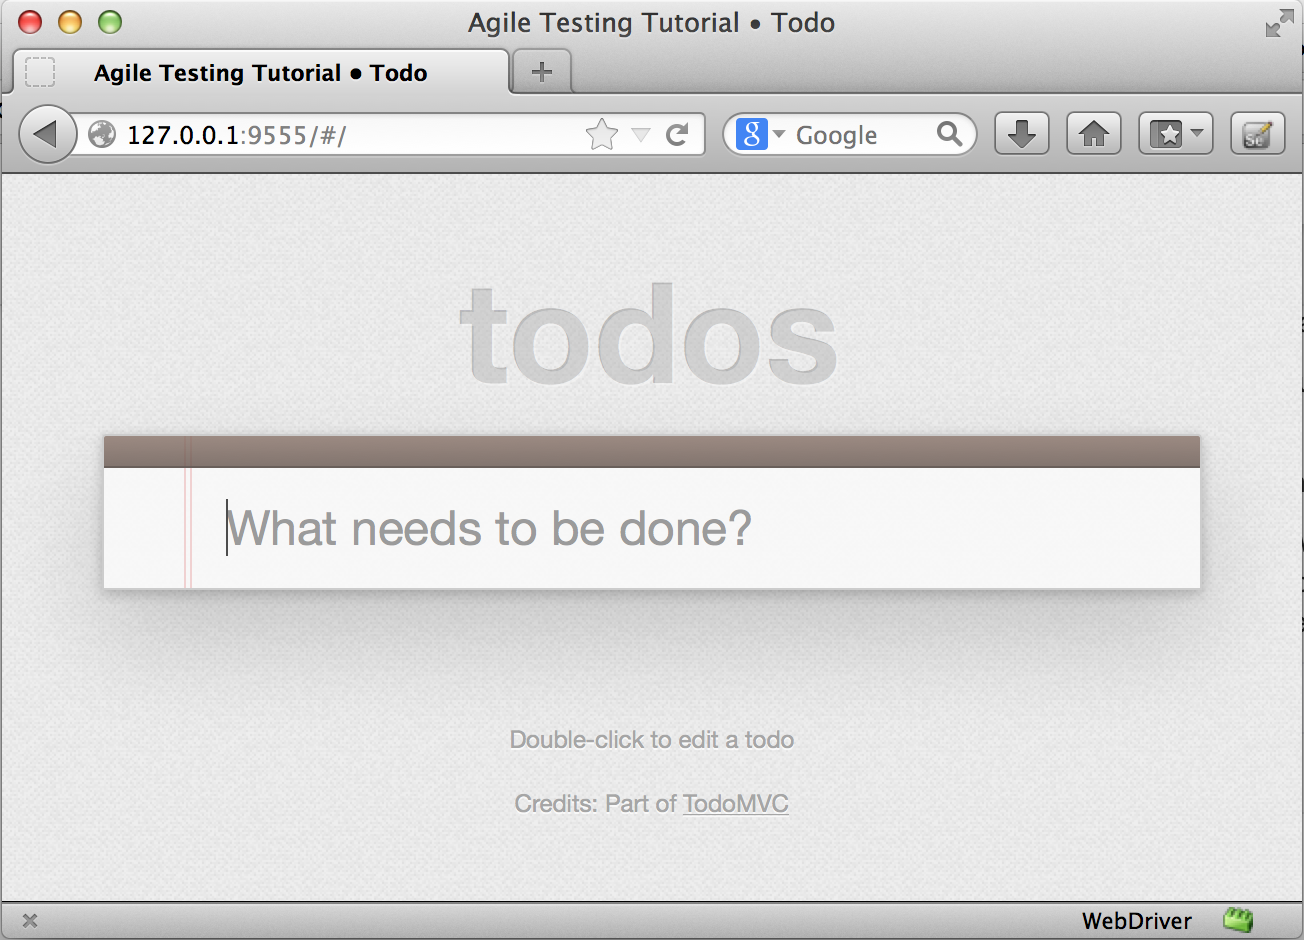 Agile Testing Tutorial • Todo
Agile Testing Tutorial • Todo
127.0.0.1:9555/#/
g
Google
Se
todos
What needs to be done?
Double-click to edit a todo
Credits: Part of TodoMVC
WebDriver